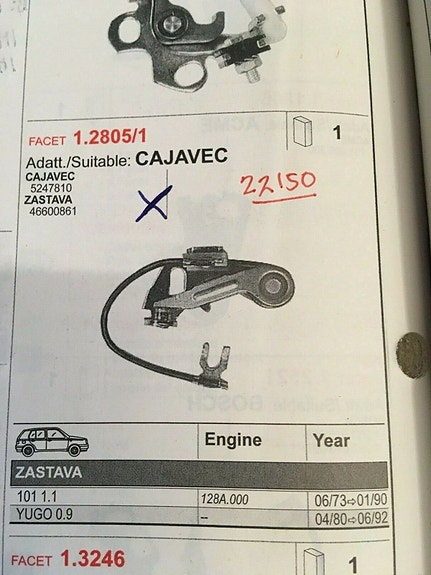 FACET 1.2805/1
1
Adatt./Suitable: CAJAVEC
CAJAVEC
5247810
ZASTAVA
46600861
22150
Engine Year
ZASTAVA
101 1.1 128A.000 06/73⇨01/90
YUGO 0.9 -- 04/80⇨06/92
FACET 1.3246
1